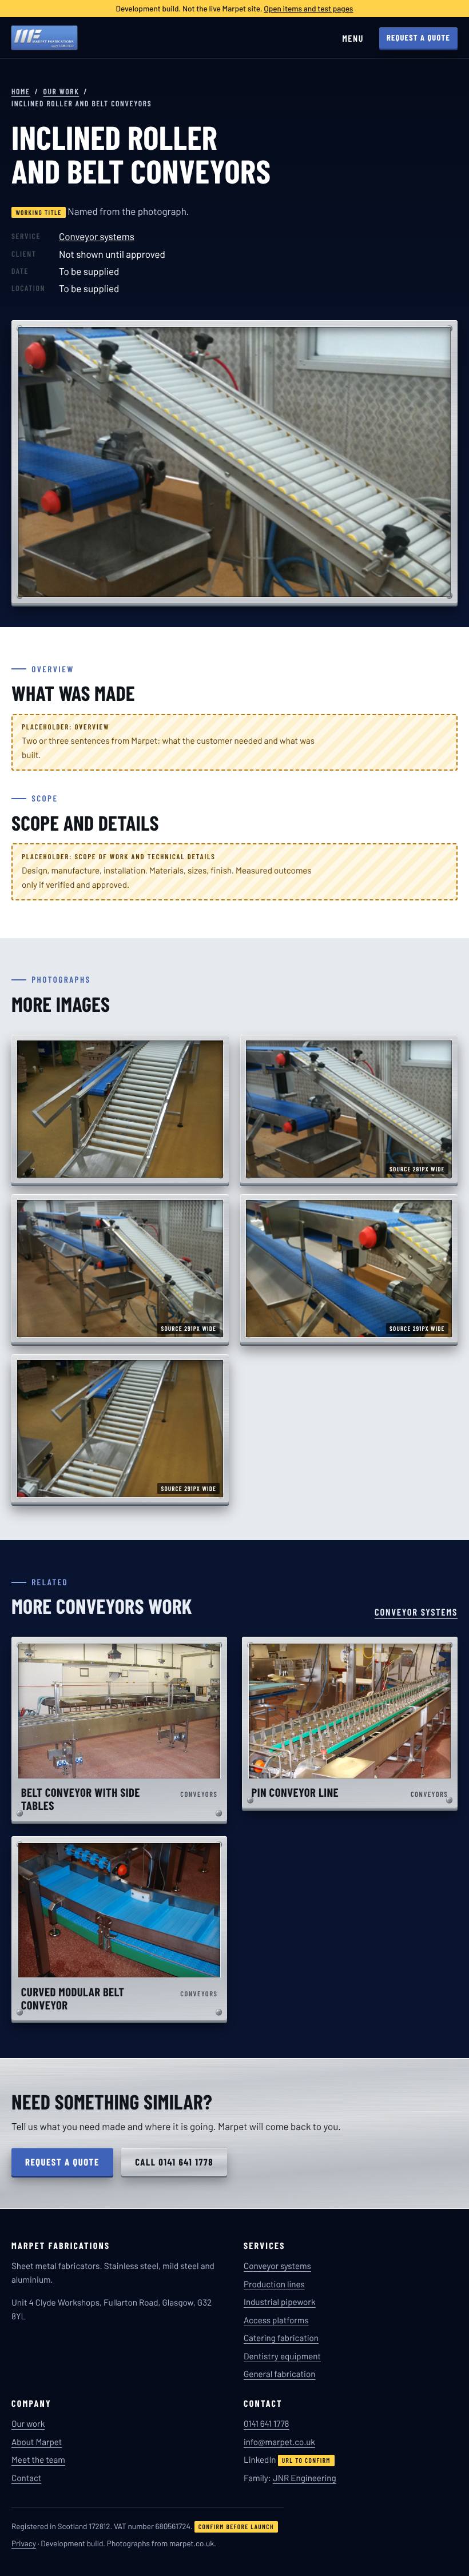 Development build. Not the live Marpet site. Open items and test pages
MARPET FABRICATIONS
MENU
REQUEST A QUOTE
HOME / OUR WORK /
INCLINED ROLLER AND BELT CONVEYORS
INCLINED ROLLER
AND BELT CONVEYORS
WORKING TITLE Named from the photograph.
SERVICE Conveyor systems
CLIENT Not shown until approved
DATE To be supplied
LOCATION To be supplied
OVERVIEW
WHAT WAS MADE
PLACEHOLDER: OVERVIEW
Two or three sentences from Marpet: what the customer needed and what was
built.
SCOPE
SCOPE AND DETAILS
PLACEHOLDER: SCOPE OF WORK AND TECHNICAL DETAILS
Design, manufacture, installation. Materials, sizes, finish. Measured outcomes
only if verified and approved.
PHOTOGRAPHS
MORE IMAGES
SOURCE 291PX WIDE
SOURCE 291PX WIDE
SOURCE 291PX WIDE
SOURCE 291PX WIDE
RELATED
MORE CONVEYORS WORK
CONVEYOR SYSTEMS
BELT CONVEYOR WITH SIDE
TABLES
CONVEYORS
PIN CONVEYOR LINE
CONVEYORS
CURVED MODULAR BELT
CONVEYOR
CONVEYORS
NEED SOMETHING SIMILAR?
Tell us what you need made and where it is going. Marpet will come back to you.
REQUEST A QUOTE
CALL 0141 641 1778
MARPET FABRICATIONS
Sheet metal fabricators. Stainless steel, mild steel and
aluminium.
Unit 4 Clyde Workshops, Fullarton Road, Glasgow, G32
8YL
SERVICES
Conveyor systems
Production lines
Industrial pipework
Access platforms
Catering fabrication
Dentistry equipment
General fabrication
COMPANY
Our work
About Marpet
Meet the team
Contact
CONTACT
0141 641 1778
info@marpet.co.uk
LinkedIn URL TO CONFIRM
Family: JNR Engineering
Registered in Scotland 172812. VAT number 680561724. CONFIRM BEFORE LAUNCH
Privacy · Development build. Photographs from marpet.co.uk.